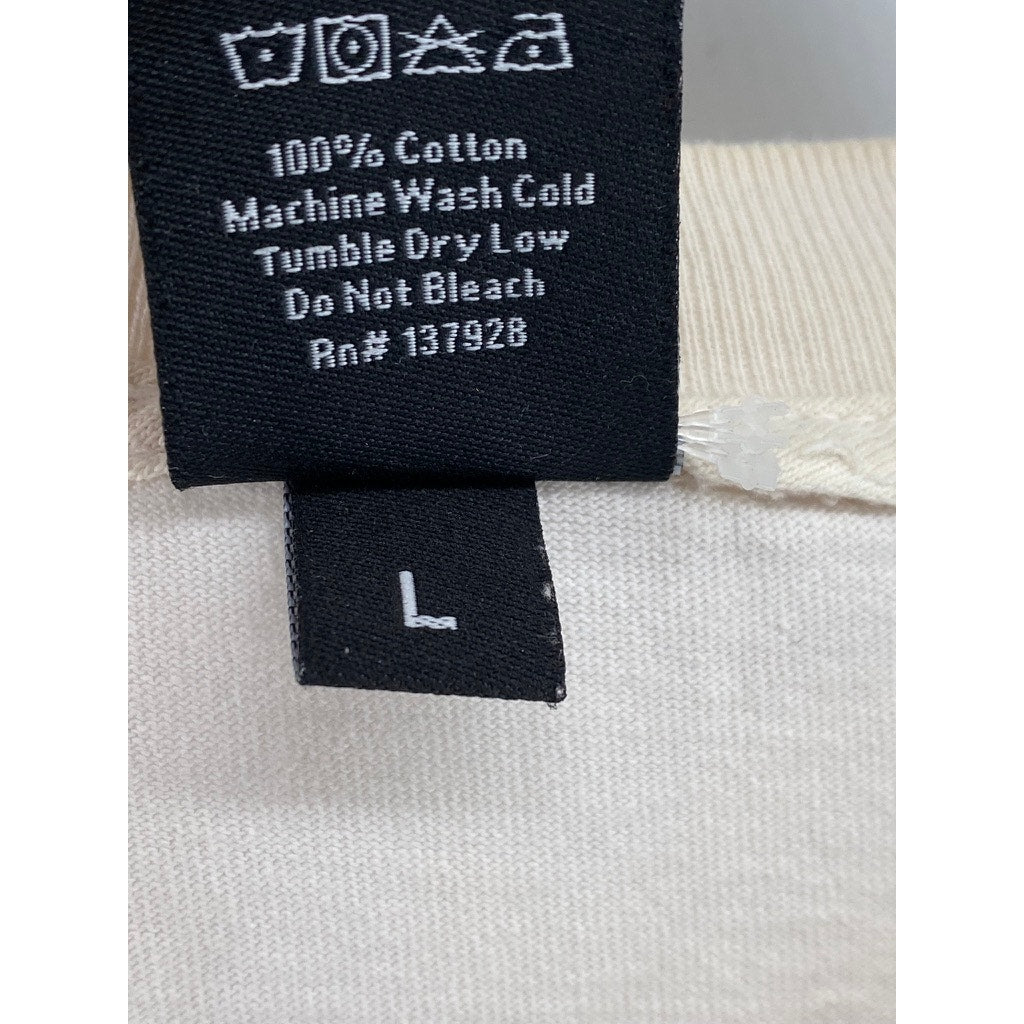 100% Cotton
Machine Wash Cold
Tumble Dry Low
Do Not Bleach
Rn# 137928
L